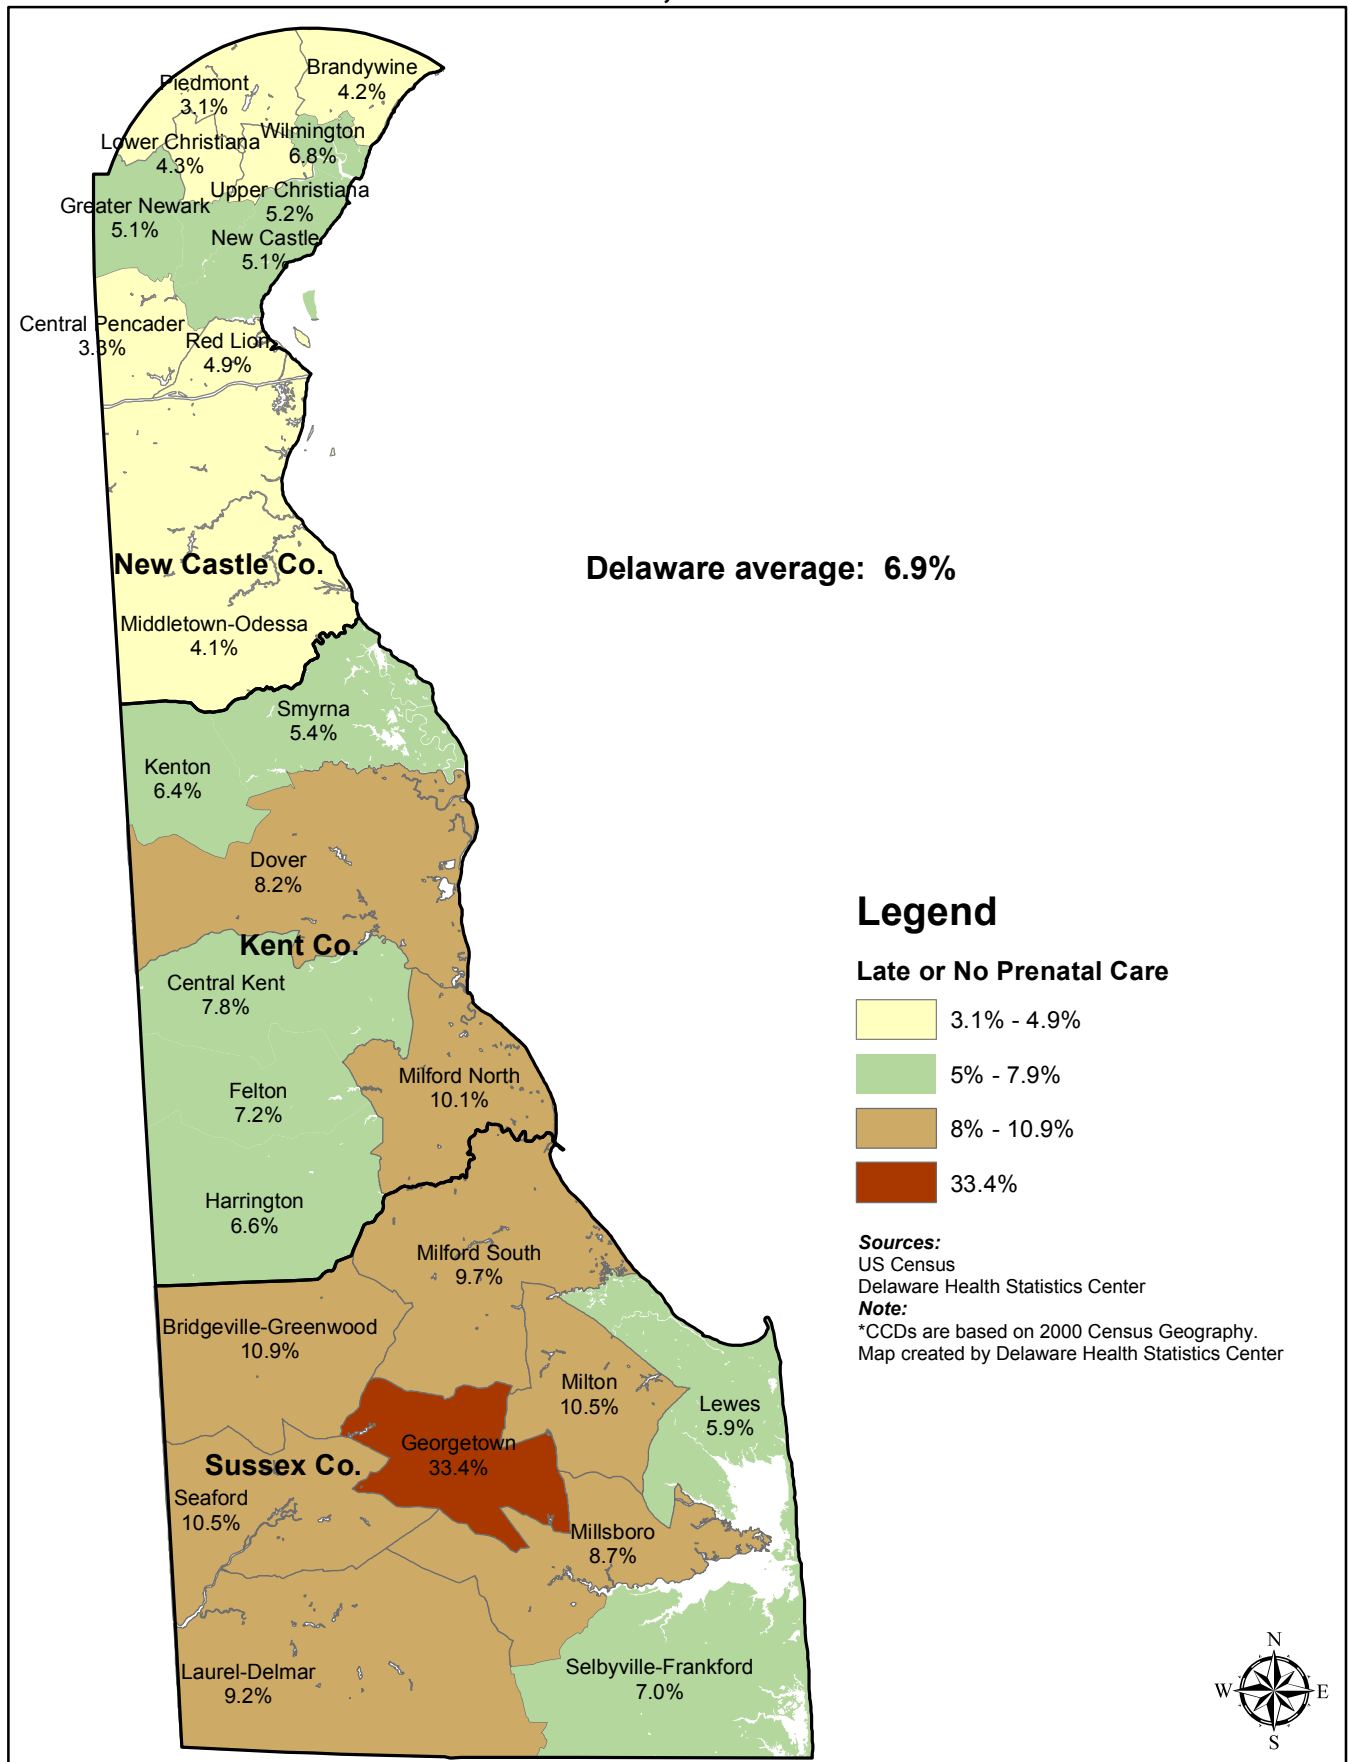 Piedmont
3.1%
Brandywine
4.2%
Lower Christiana
4.3%
Wilmington
6.8%
Upper Christiana
5.2%
Greater Newark
5.1%
New Castle
5.1%
Central Pencader
3.3%
Red Lion
4.9%
New Castle Co.
Delaware average: 6.9%
Middletown-Odessa
4.1%
Smyrna
5.4%
Kenton
6.4%
Dover
8.2%
Kent Co.
Central Kent
7.8%
Milford North
10.1%
Felton
7.2%
Harrington
6.6%
Legend
Late or No Prenatal Care
3.1% - 4.9%
5% - 7.9%
8% - 10.9%
33.4%
Sources:
US Census
Delaware Health Statistics Center
Note:
*CCDs are based on 2000 Census Geography.
Map created by Delaware Health Statistics Center
Milford South
9.7%
Bridgeville-Greenwood
10.9%
Milton
10.5%
Lewes
5.9%
Georgetown
33.4%
Sussex Co.
Seaford
10.5%
Millsboro
8.7%
Laurel-Delmar
9.2%
Selbyville-Frankford
7.0%
N
W E
S